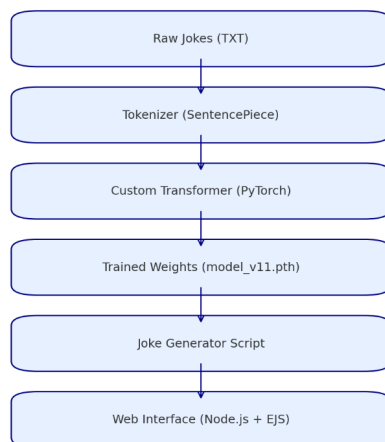 Raw Jokes (TXT)
Tokenizer (SentencePiece)
Custom Transformer (PyTorch)
Trained Weights (model_v11.pth)
Joke Generator Script
Web Interface (Node.js + EJS)